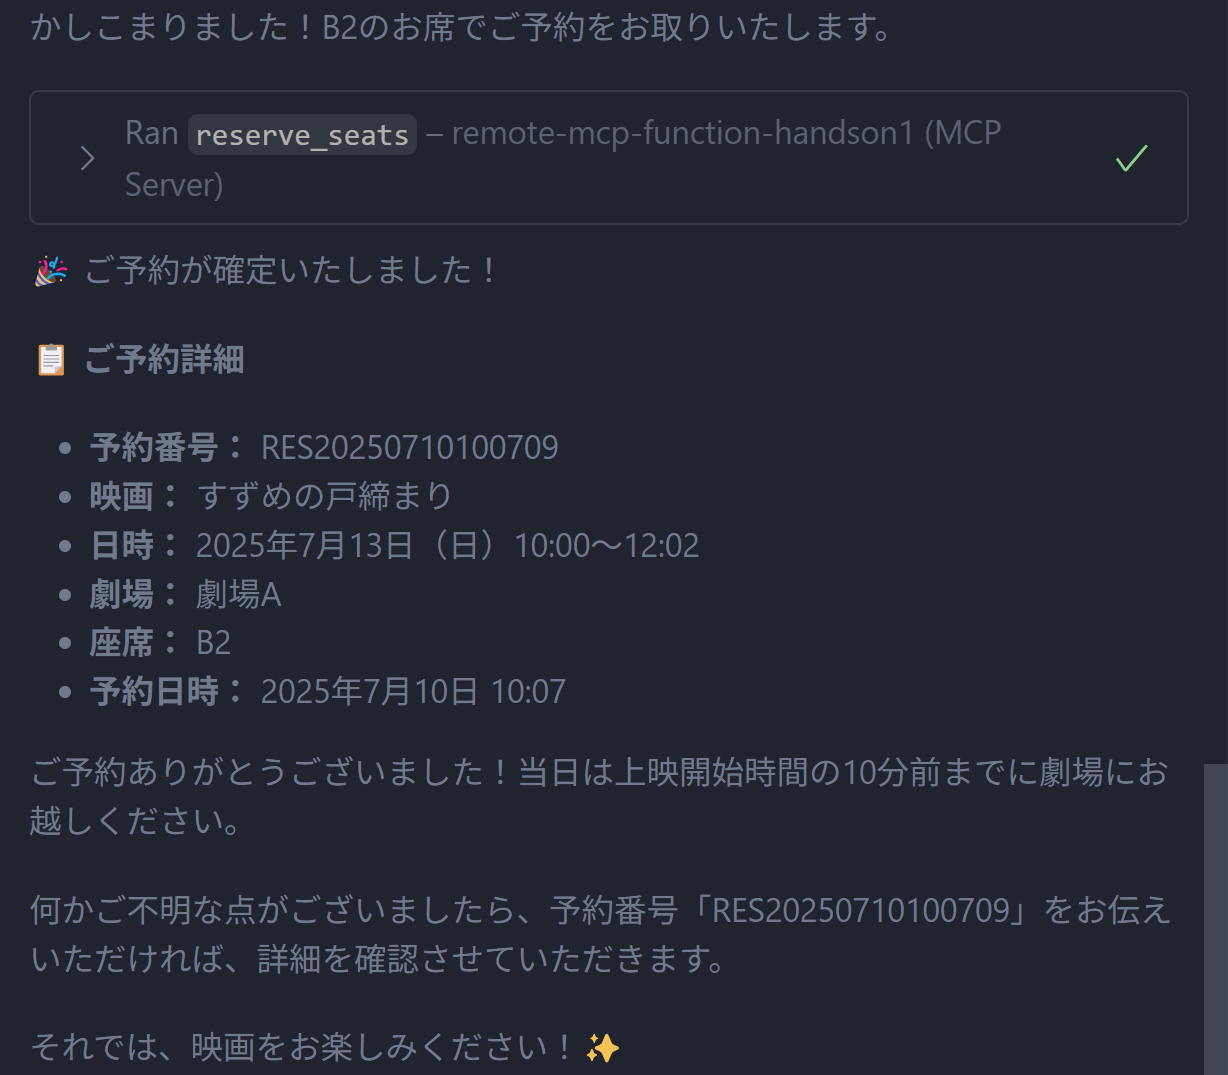 かしこまりました！B2のお席でご予約をお取りいたします。
Ran reserve_seats – remote-mcp-function-handson1 (MCP
Server)
🎉 ご予約が確定いたしました！
📋 ご予約詳細
• 予約番号： RES20250710100709
• 映画： すずめの戸締まり
• 日時： 2025年7月13日（日）10:00〜12:02
• 劇場： 劇場A
• 座席： B2
• 予約日時： 2025年7月10日 10:07
ご予約ありがとうございました！当日は上映開始時間の10分前までに劇場にお
越しください。
何かご不明な点がございましたら、予約番号「RES20250710100709」をお伝え
いただければ、詳細を確認させていただきます。
それでは、映画をお楽しみください！✨